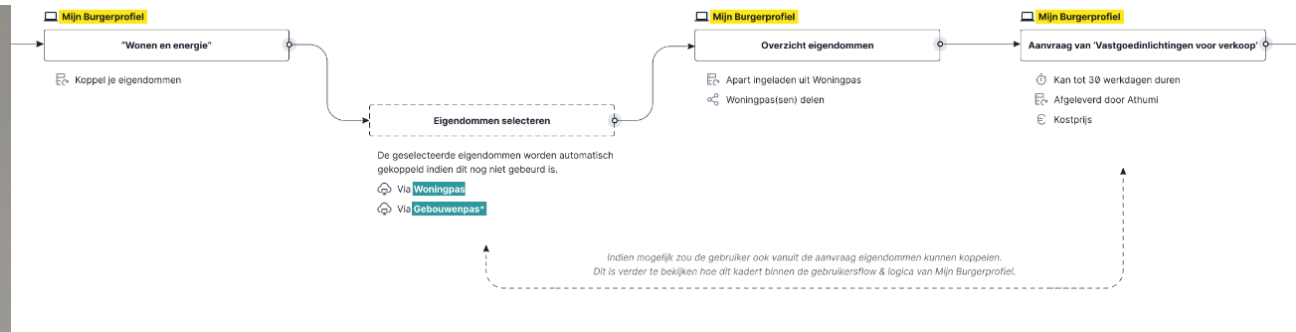 Mijn Burgerprofiel
"Wonen en energie"
Koppel je eigendommen
Eigendommen selecteren
De geselecteerde eigendommen worden automatisch
gekoppeld indien dit nog niet gebeurd is.
Via Woningpas
Via Gebouwenpas*
Mijn Burgerprofiel
Overzicht eigendommen
Apart ingeladen uit Woningpas
Woningpas(sen) delen
Mijn Burgerprofiel
Aanvraag van 'Vastgoedinlichtingen voor verkoop'
Kan tot 30 werkdagen duren
Afgeleverd door Athumi
Kostprijs
Indien mogelijk zou de gebruiker ook vanuit de aanvraag eigendommen kunnen koppelen.
Dit is verder te bekijken hoe dit kadert binnen de gebruikersflow & logica van Mijn Burgerprofiel.